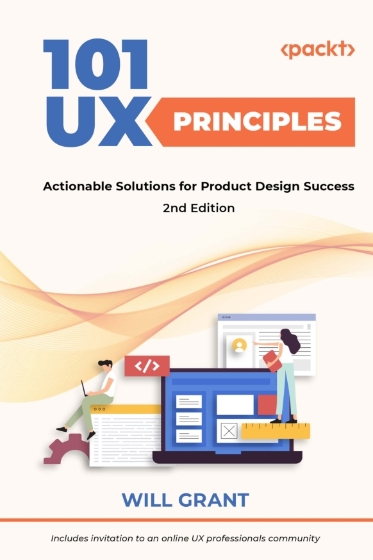 <packt>
101
UX PRINCIPLES
Actionable Solutions for Product Design Success
2nd Edition
</>
WILL GRANT
Includes invitation to an online UX professionals community